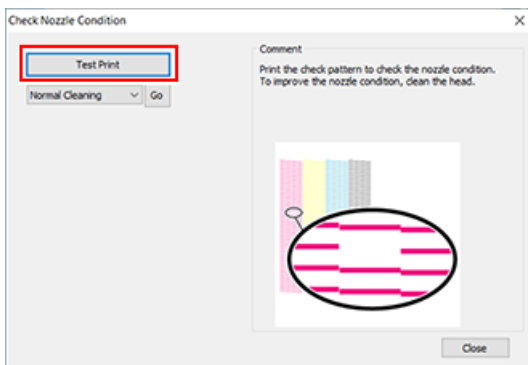 Check Nozzle Condition
Test Print
Normal Cleaning
Go
Comment
Print the check pattern to check the nozzle condition.
To improve the nozzle condition, clean the head.
Close